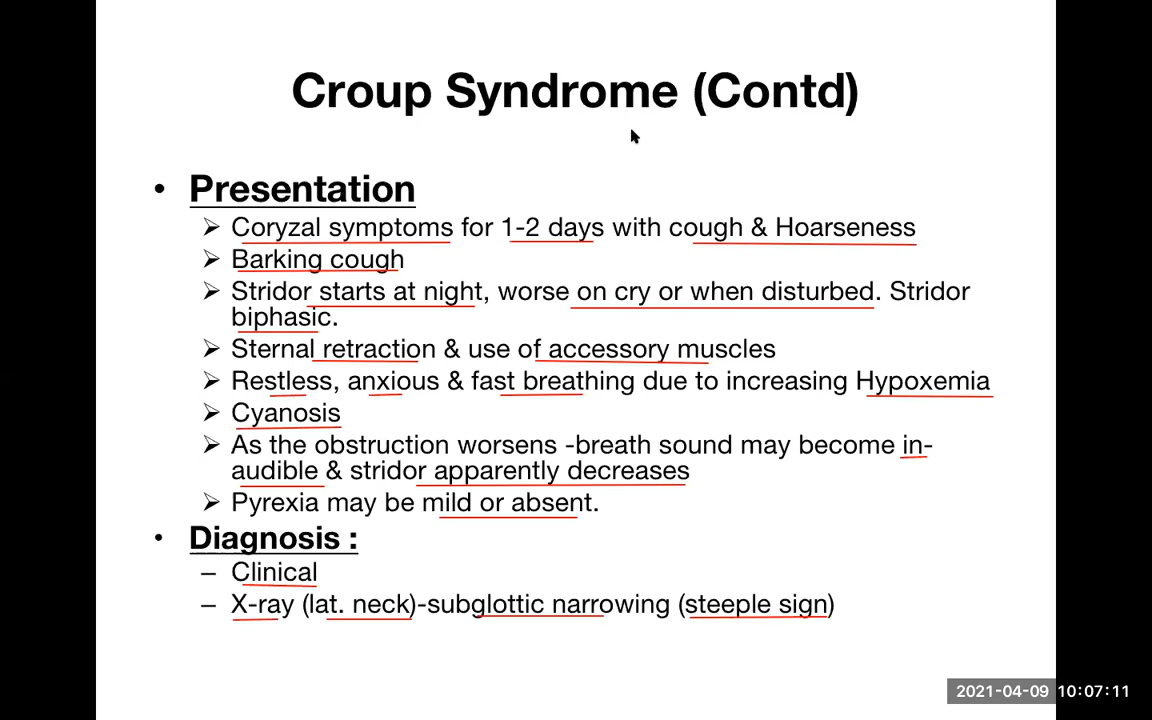 Croup Syndrome (Contd)
• Presentation
➢ Coryzal symptoms for 1-2 days with cough & Hoarseness
➢ Barking cough
➢ Stridor starts at night, worse on cry or when disturbed. Stridor
biphasic.
➢ Sternal retraction & use of accessory muscles
➢ Restless, anxious & fast breathing due to increasing Hypoxemia
➢ Cyanosis
➢ As the obstruction worsens -breath sound may become in-
audible & stridor apparently decreases
➢ Pyrexia may be mild or absent.
• Diagnosis :
– Clinical
– X-ray (lat. neck)-subglottic narrowing (steeple sign)
2021-04-09 10:07:11